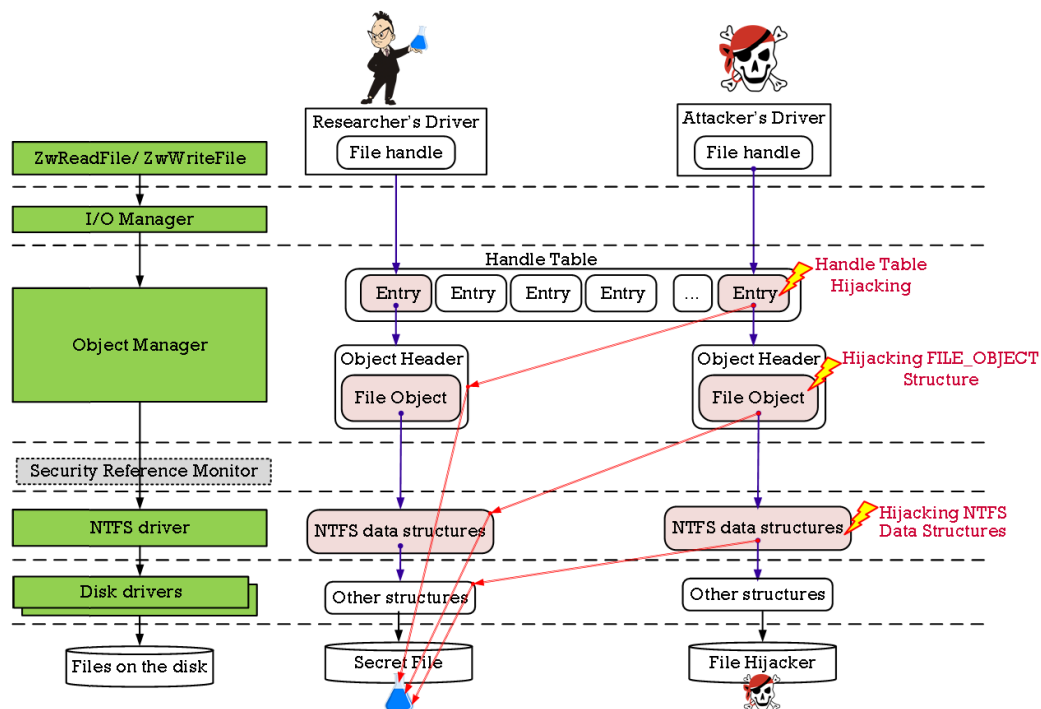 Researcher's Driver
File handle
Attacker's Driver
File handle
ZwReadFile/ ZwWriteFile
I/O Manager
Handle Table
Entry
Entry
Entry
Entry
...
Entry
Handle Table
Hijacking
Object Manager
Object Header
File Object
Object Header
File Object
Hijacking FILE_OBJECT
Structure
Security Reference Monitor
NTFS driver
NTFS data structures
NTFS data structures
Hijacking NTFS
Data Structures
Disk drivers
Other structures
Other structures
Files on the disk
Secret File
File Hijacker